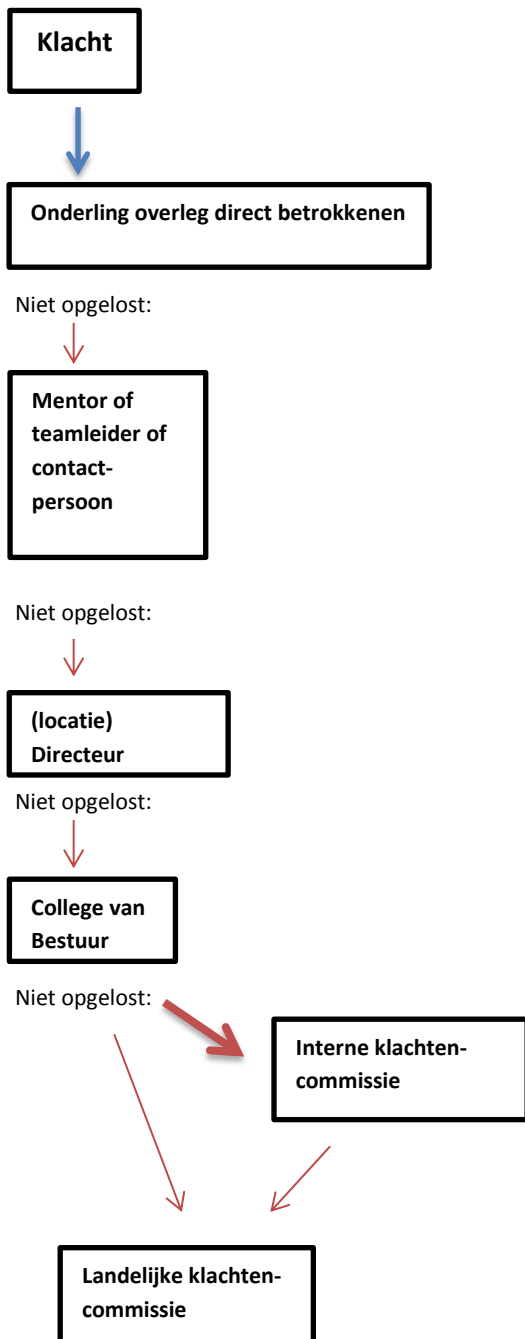 Klacht
Onderling overleg direct betrokkenen
Niet opgelost:
Mentor of
teamleider of
contact-
persoon
Niet opgelost:
(locatie)
Directeur
Niet opgelost:
College van
Bestuur
Niet opgelost:
Interne klachten-
commissie
Landelijke klachten-
commissie